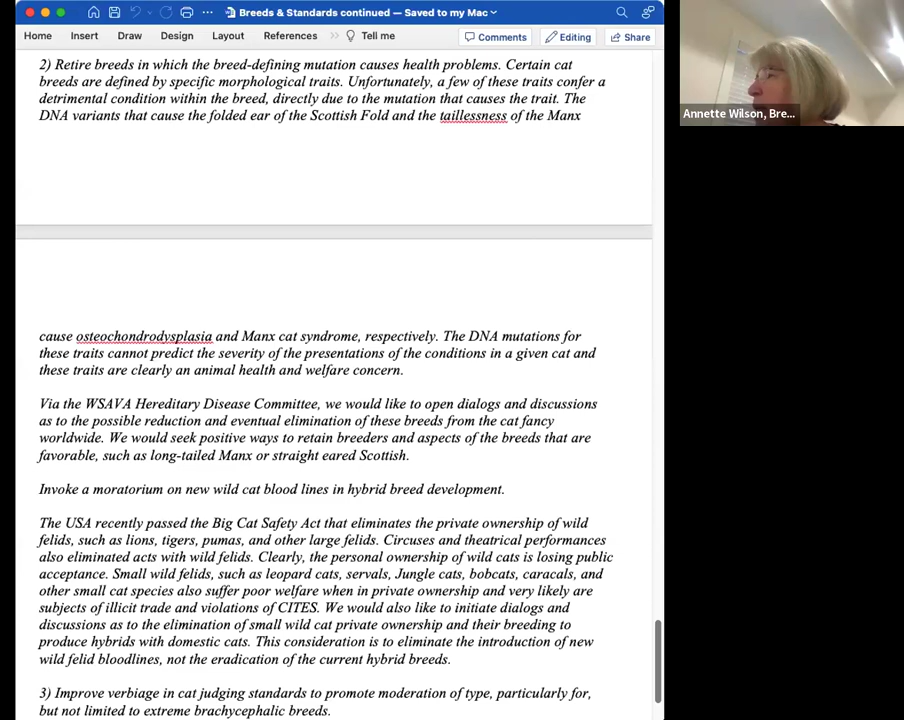 Breeds & Standards continued — Saved to my Mac
Home Insert Draw Design Layout References >> Tell me Comments Editing Share
2) Retire breeds in which the breed-defining mutation causes health problems. Certain cat
breeds are defined by specific morphological traits. Unfortunately, a few of these traits confer a
detrimental condition within the breed, directly due to the mutation that causes the trait. The
DNA variants that cause the folded ear of the Scottish Fold and the taillessness of the Manx
cause osteochondrodysplasia and Manx cat syndrome, respectively. The DNA mutations for
these traits cannot predict the severity of the presentations of the conditions in a given cat and
these traits are clearly an animal health and welfare concern.
Via the WSAVA Hereditary Disease Committee, we would like to open dialogs and discussions
as to the possible reduction and eventual elimination of these breeds from the cat fancy
worldwide. We would seek positive ways to retain breeders and aspects of the breeds that are
favorable, such as long-tailed Manx or straight eared Scottish.
Invoke a moratorium on new wild cat blood lines in hybrid breed development.
The USA recently passed the Big Cat Safety Act that eliminates the private ownership of wild
felids, such as lions, tigers, pumas, and other large felids. Circuses and theatrical performances
also eliminated acts with wild felids. Clearly, the personal ownership of wild cats is losing public
acceptance. Small wild felids, such as leopard cats, servals, Jungle cats, bobcats, caracals, and
other small cat species also suffer poor welfare when in private ownership and very likely are
subjects of illicit trade and violations of CITES. We would also like to initiate dialogs and
discussions as to the elimination of small wild cat private ownership and their breeding to
produce hybrids with domestic cats. This consideration is to eliminate the introduction of new
wild felid bloodlines, not the eradication of the current hybrid breeds.
3) Improve verbiage in cat judging standards to promote moderation of type, particularly for,
but not limited to extreme brachycephalic breeds.
Annette Wilson, Bre...